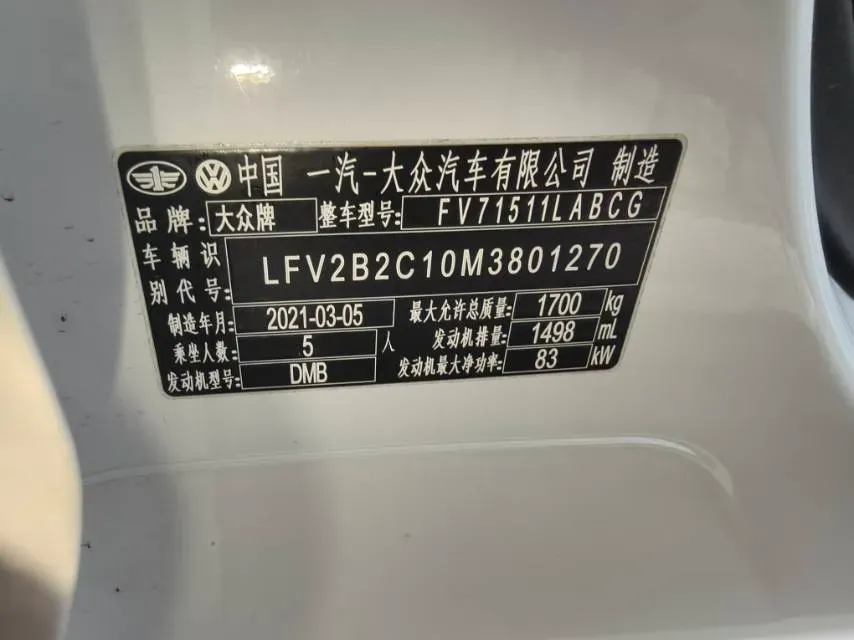 中国 一汽-大众汽车有限公司 制造
品牌: 大众牌 整车型号: FV71511LABCG
车辆识别代号: LFV2B2C10M3801270
制造年月: 2021-03-05 最大允许总质量: 1700 kg
乘坐人数: 5 人 发动机排量: 1498 mL
发动机型号: DMB 发动机最大净功率: 83 kW